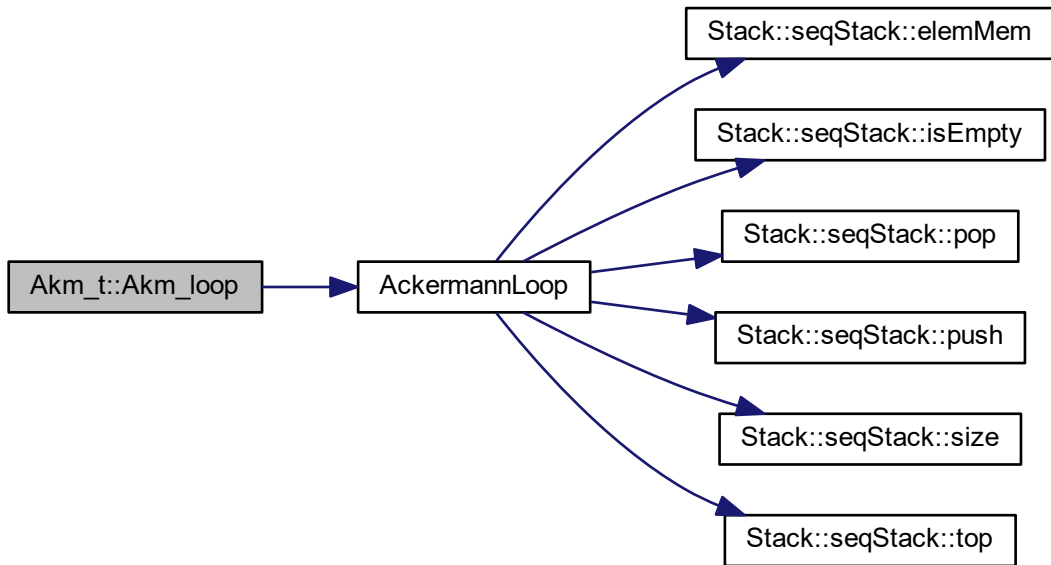 Akm_t::Akm_loop
AckermannLoop
Stack::seqStack::elemMem
Stack::seqStack::isEmpty
Stack::seqStack::pop
Stack::seqStack::push
Stack::seqStack::size
Stack::seqStack::top